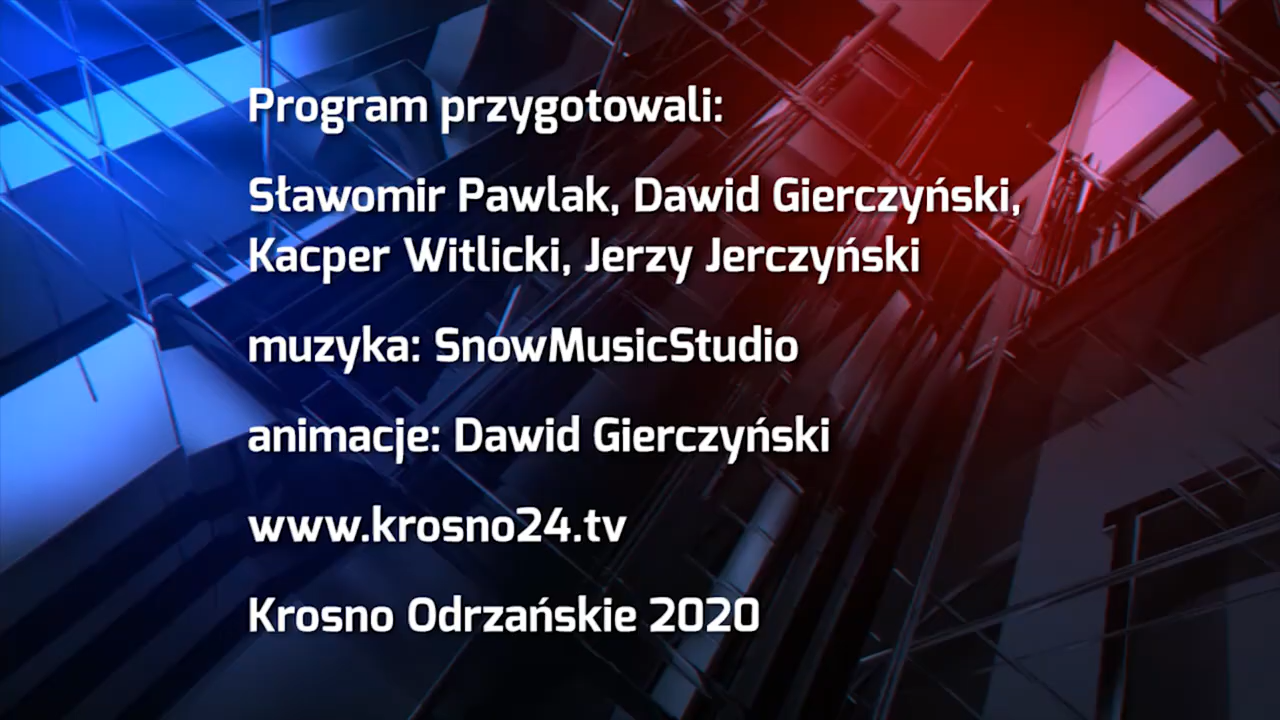 Program przygotowali:
Sławomir Pawlak, Dawid Gierczyński,
Kacper Witlicki, Jerzy Jerczyński
muzyka: SnowMusicStudio
animacje: Dawid Gierczyński
www.krosno24.tv
Krosno Odrzańskie 2020